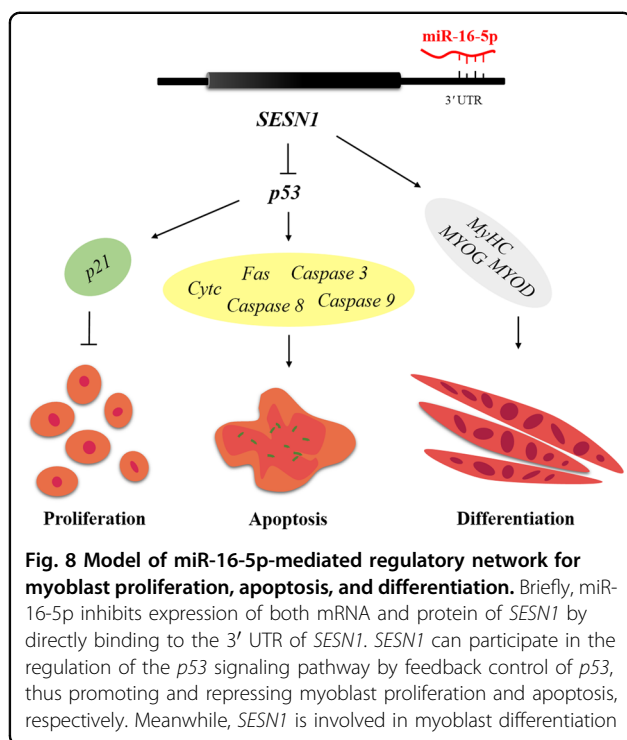 miR-16-5p
3′ UTR
SESN1
p53
p21
Cytc Fas Caspase 3
Caspase 8 Caspase 9
MyHC
MYOG MYOD
Proliferation Apoptosis Differentiation
Fig. 8 Model of miR-16-5p-mediated regulatory network for
myoblast proliferation, apoptosis, and differentiation. Briefly, miR-
16-5p inhibits expression of both mRNA and protein of SESN1 by
directly binding to the 3′ UTR of SESN1. SESN1 can participate in the
regulation of the p53 signaling pathway by feedback control of p53,
thus promoting and repressing myoblast proliferation and apoptosis,
respectively. Meanwhile, SESN1 is involved in myoblast differentiation